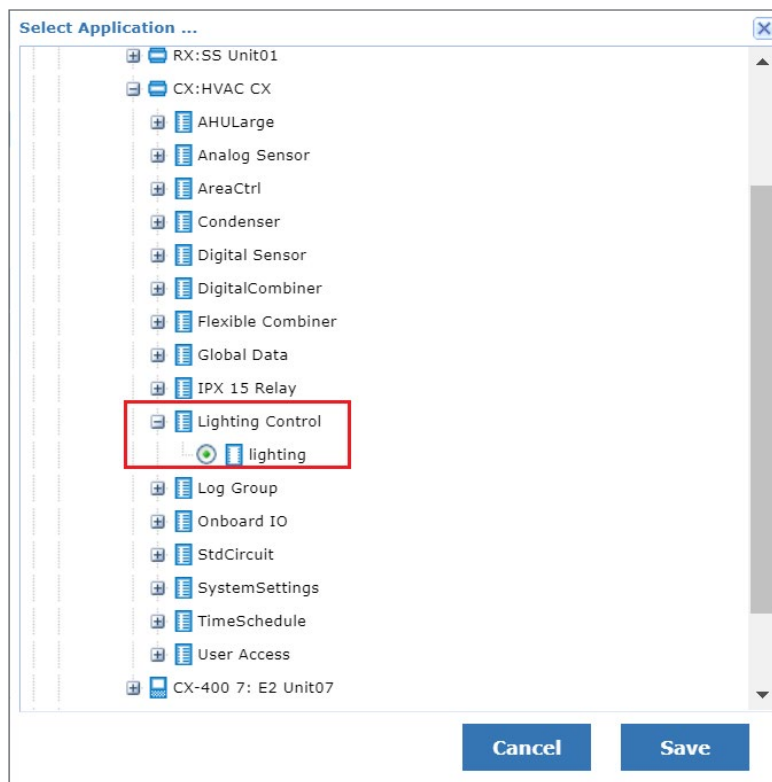 Select Application ...
RX:SS Unit01
CX:HVAC CX
AHULarge
Analog Sensor
AreaCtrl
Condenser
Digital Sensor
DigitalCombiner
Flexible Combiner
Global Data
IPX 15 Relay
Lighting Control
lighting
Log Group
Onboard IO
StdCircuit
SystemSettings
TimeSchedule
User Access
CX-400 7: E2 Unit07
Cancel Save